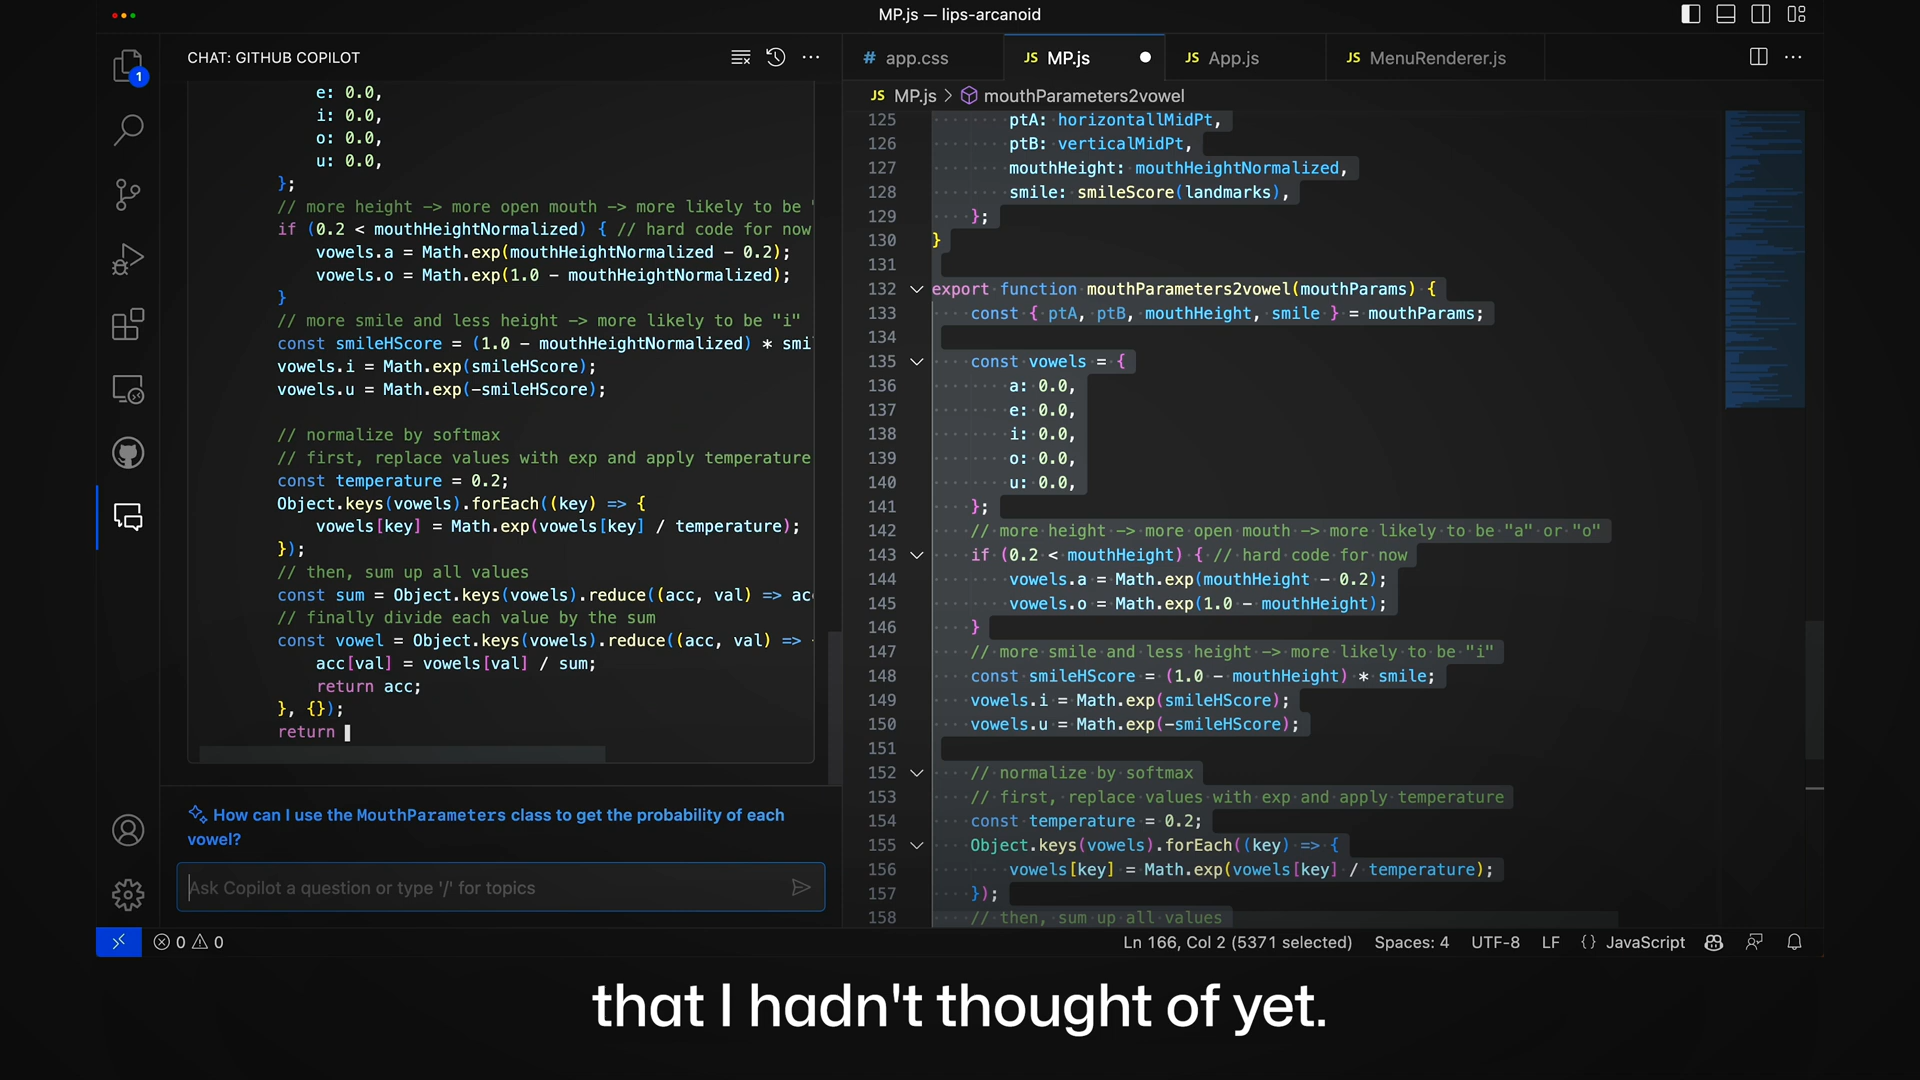 MP.js — lips-arcanoid
1
CHAT: GITHUB COPILOT
e: 0.0,
i: 0.0,
o: 0.0,
u: 0.0,
};
// more height -> more open mouth -> more likely to be
if (0.2 < mouthHeightNormalized) { // hard code for now
vowels.a = Math.exp(mouthHeightNormalized - 0.2);
vowels.o = Math.exp(1.0 - mouthHeightNormalized);
}
// more smile and less height -> more likely to be "i"
const smileHScore = (1.0 - mouthHeightNormalized) * smi
vowels.i = Math.exp(smileHScore);
vowels.u = Math.exp(-smileHScore);
// normalize by softmax
// first, replace values with exp and apply temperature
const temperature = 0.2;
Object.keys(vowels).forEach((key) => {
vowels[key] = Math.exp(vowels[key] / temperature);
});
// then, sum up all values
const sum = Object.keys(vowels).reduce((acc, val) => ac
// finally divide each value by the sum
const vowel = Object.keys(vowels).reduce((acc, val) =>
acc[val] = vowels[val] / sum;
return acc;
}, {});
return
How can I use the MouthParameters class to get the probability of each
vowel?
Ask Copilot a question or type '/' for topics
# app.css
JS MP.js
JS App.js
JS MenuRenderer.js
JS MP.js > mouthParameters2vowel
125 ptA: horizontallMidPt,
126 ptB: verticalMidPt,
127 mouthHeight: mouthHeightNormalized,
128 smile: smileScore(landmarks),
129 };
130 }
131
132 export function mouthParameters2vowel(mouthParams) {
133 const { ptA, ptB, mouthHeight, smile } = mouthParams;
134
135 const vowels = {
136 a: 0.0,
137 e: 0.0,
138 i: 0.0,
139 o: 0.0,
140 u: 0.0,
141 };
142 // more height -> more open mouth -> more likely to be "a" or "o"
143 if (0.2 < mouthHeight) { // hard code for now
144 vowels.a = Math.exp(mouthHeight - 0.2);
145 vowels.o = Math.exp(1.0 - mouthHeight);
146 }
147 // more smile and less height -> more likely to be "i"
148 const smileHScore = (1.0 - mouthHeight) * smile;
149 vowels.i = Math.exp(smileHScore);
150 vowels.u = Math.exp(-smileHScore);
151
152 // normalize by softmax
153 // first, replace values with exp and apply temperature
154 const temperature = 0.2;
155 Object.keys(vowels).forEach((key) => {
156 vowels[key] = Math.exp(vowels[key] / temperature);
157 });
158 // then, sum up all values
0 0
Ln 166, Col 2 (5371 selected) Spaces: 4 UTF-8 LF {} JavaScript
that I hadn't thought of yet.